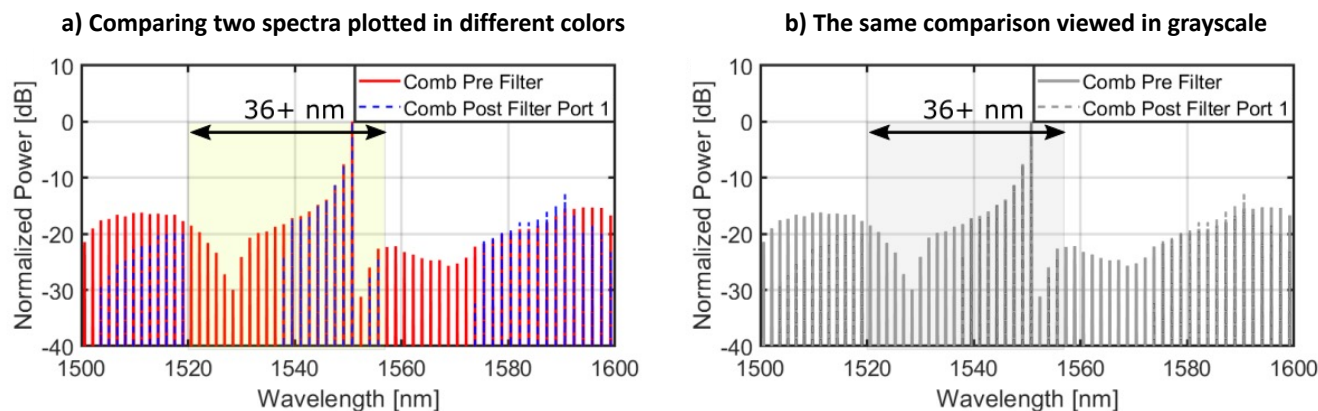 a) Comparing two spectra plotted in different colors
10
0
-10
-20
-30
-40
Normalized Power [dB]
Comb Pre Filter
Comb Post Filter Port 1
36+ nm
1500 1520 1540 1560 1580 1600
Wavelength [nm]
b) The same comparison viewed in grayscale
10
0
-10
-20
-30
-40
Normalized Power [dB]
Comb Pre Filter
Comb Post Filter Port 1
36+ nm
1500 1520 1540 1560 1580 1600
Wavelength [nm]